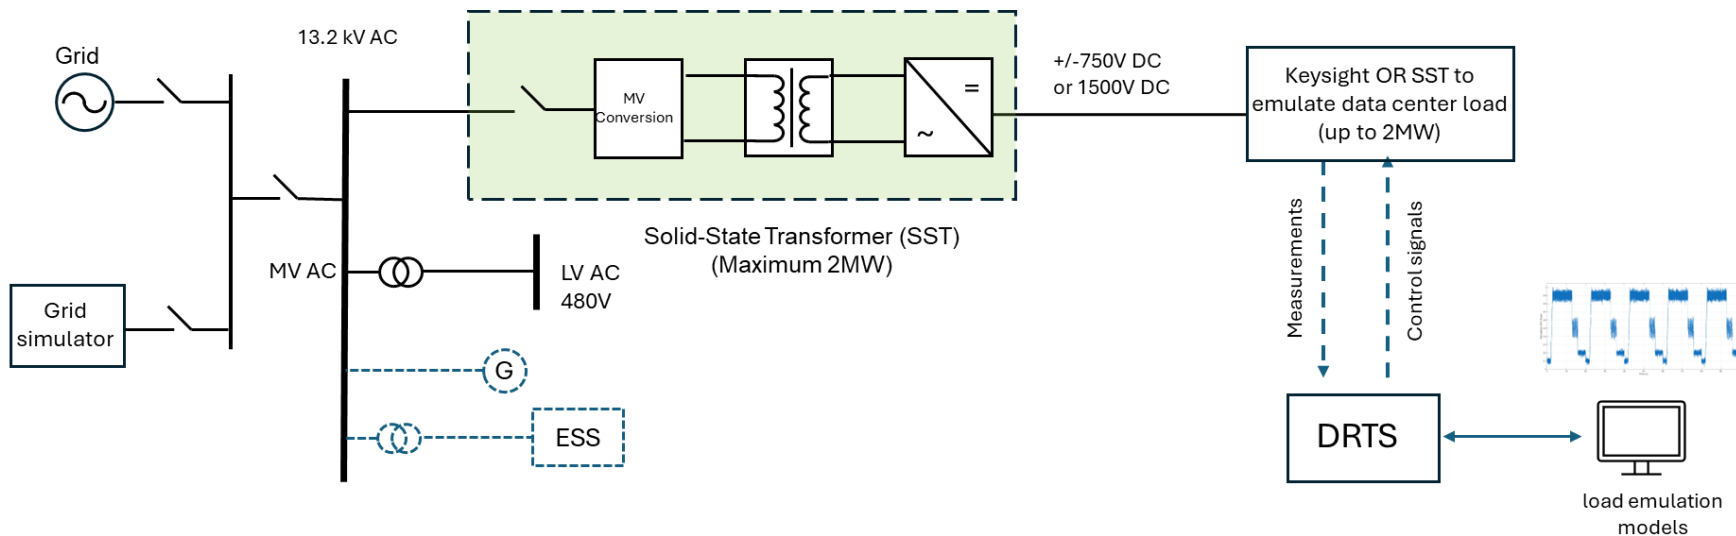 Grid
13.2 kV AC
MV
Conversion
=
~
+/-750V DC
or 1500V DC
Keysight OR SST to
emulate data center load
(up to 2MW)
Solid-State Transformer (SST)
(Maximum 2MW)
MV AC
LV AC
480V
Grid
simulator
G
ESS
Measurements
Control signals
DRTS
load emulation
models